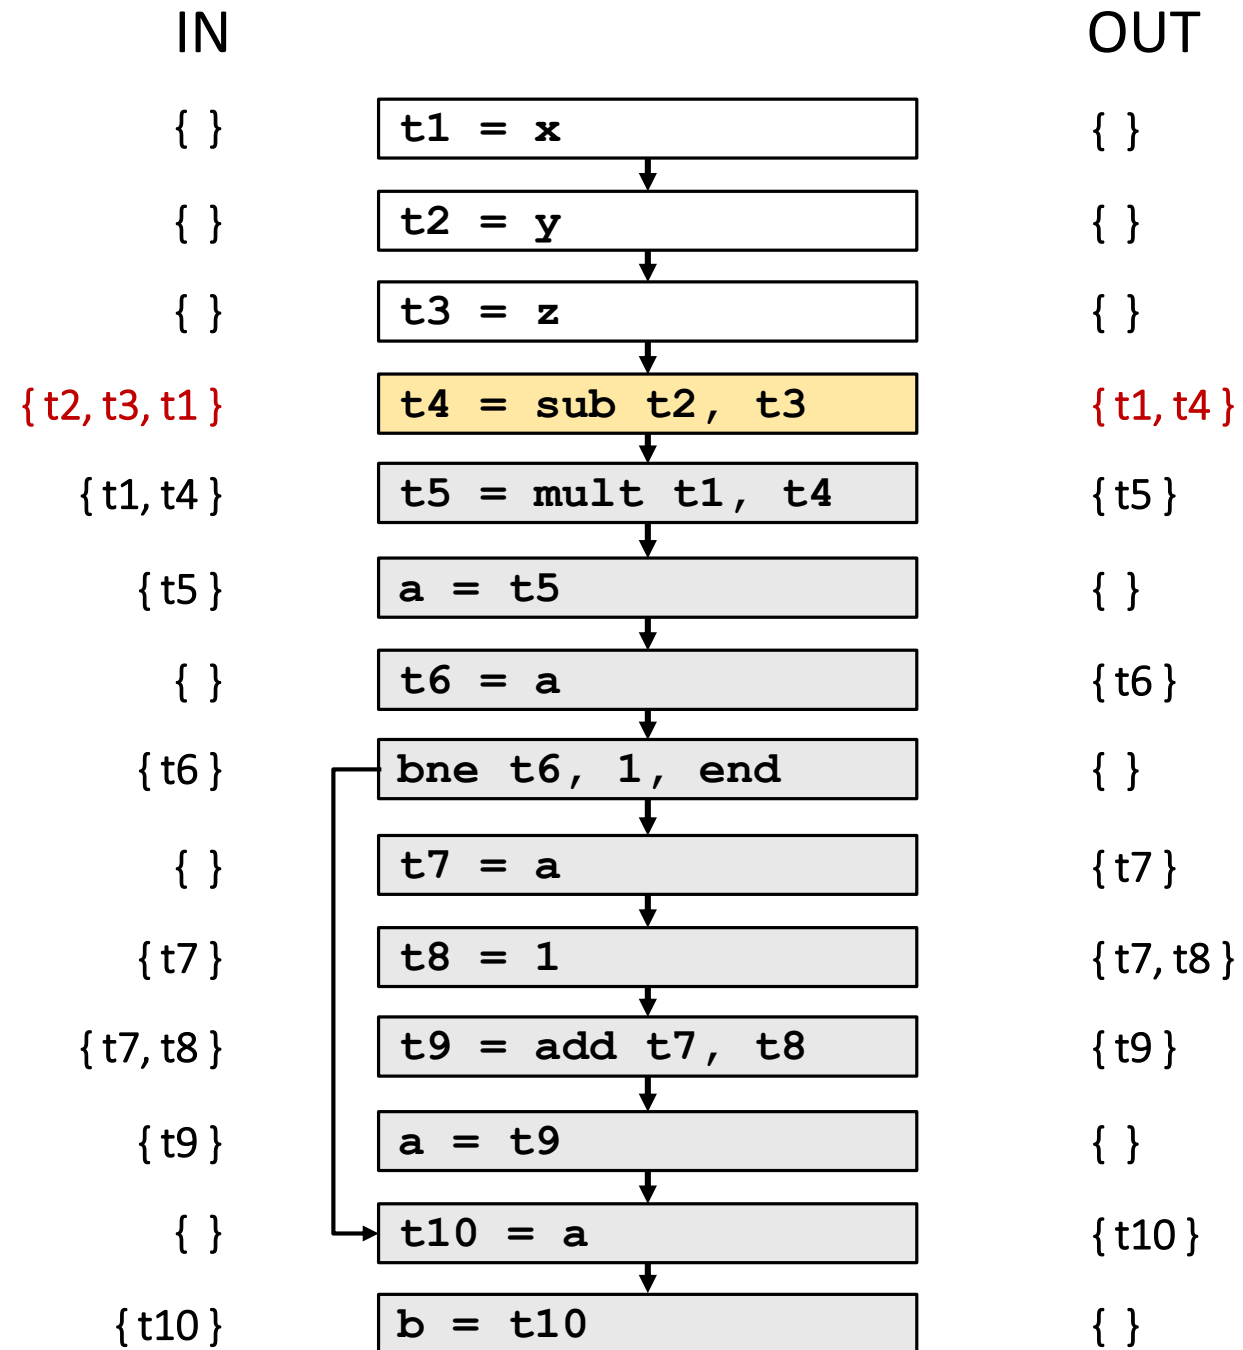 IN OUT
{ } t1 = x { }
{ } t2 = y { }
{ } t3 = z { }
{ t2, t3, t1 } t4 = sub t2, t3 { t1, t4 }
{ t1, t4 } t5 = mult t1, t4 { t5 }
{ t5 } a = t5 { }
{ } t6 = a { t6 }
{ t6 } bne t6, 1, end { }
{ } t7 = a { t7 }
{ t7 } t8 = 1 { t7, t8 }
{ t7, t8 } t9 = add t7, t8 { t9 }
{ t9 } a = t9 { }
{ } t10 = a { t10 }
{ t10 } b = t10 { }